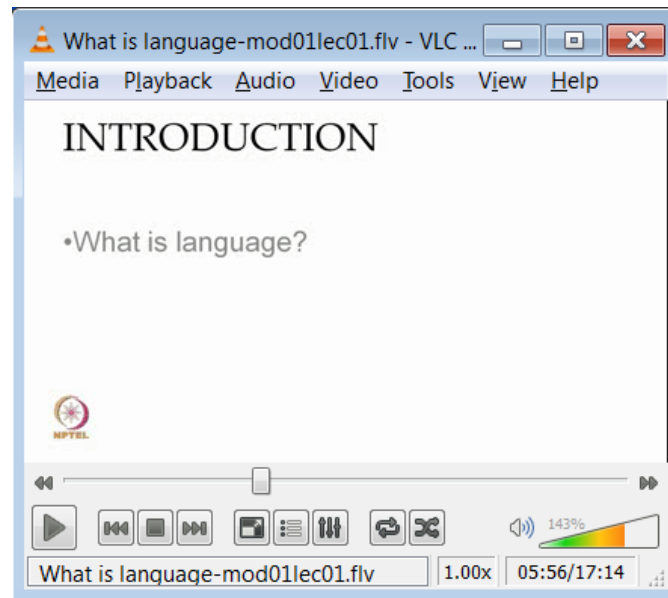 What is language-mod01lec01.flv - VLC ...
Media Playback Audio Video Tools View Help
INTRODUCTION
•What is language?
NPTEL
143%
What is language-mod01lec01.flv 1.00x 05:56/17:14